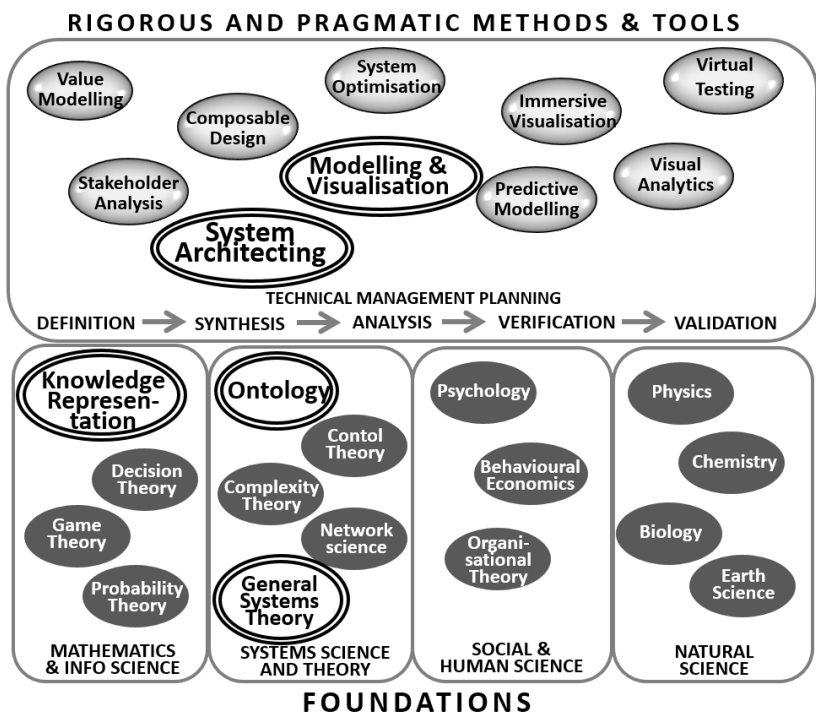 RIGOROUS AND PRAGMATIC METHODS & TOOLS
Value
Modelling
Composable
Design
System
Optimisation
Immersive
Visualisation
Virtual
Testing
Stakeholder
Analysis
Modelling &
Visualisation
Predictive
Modelling
Visual
Analytics
System
Architecting
TECHNICAL MANAGEMENT PLANNING
DEFINITION SYNTHESIS ANALYSIS VERIFICATION VALIDATION
Knowledge
Represen-
tation
Decision
Theory
Game
Theory
Probability
Theory
MATHEMATICS
& INFO SCIENCE
Ontology
Contol
Theory
Complexity
Theory
Network
science
General
Systems
Theory
SYSTEMS SCIENCE
AND THEORY
Psychology
Behavioural
Economics
Organi-
sational
Theory
SOCIAL &
HUMAN SCIENCE
Physics
Chemistry
Biology
Earth
Science
NATURAL
SCIENCE
FOUNDATIONS